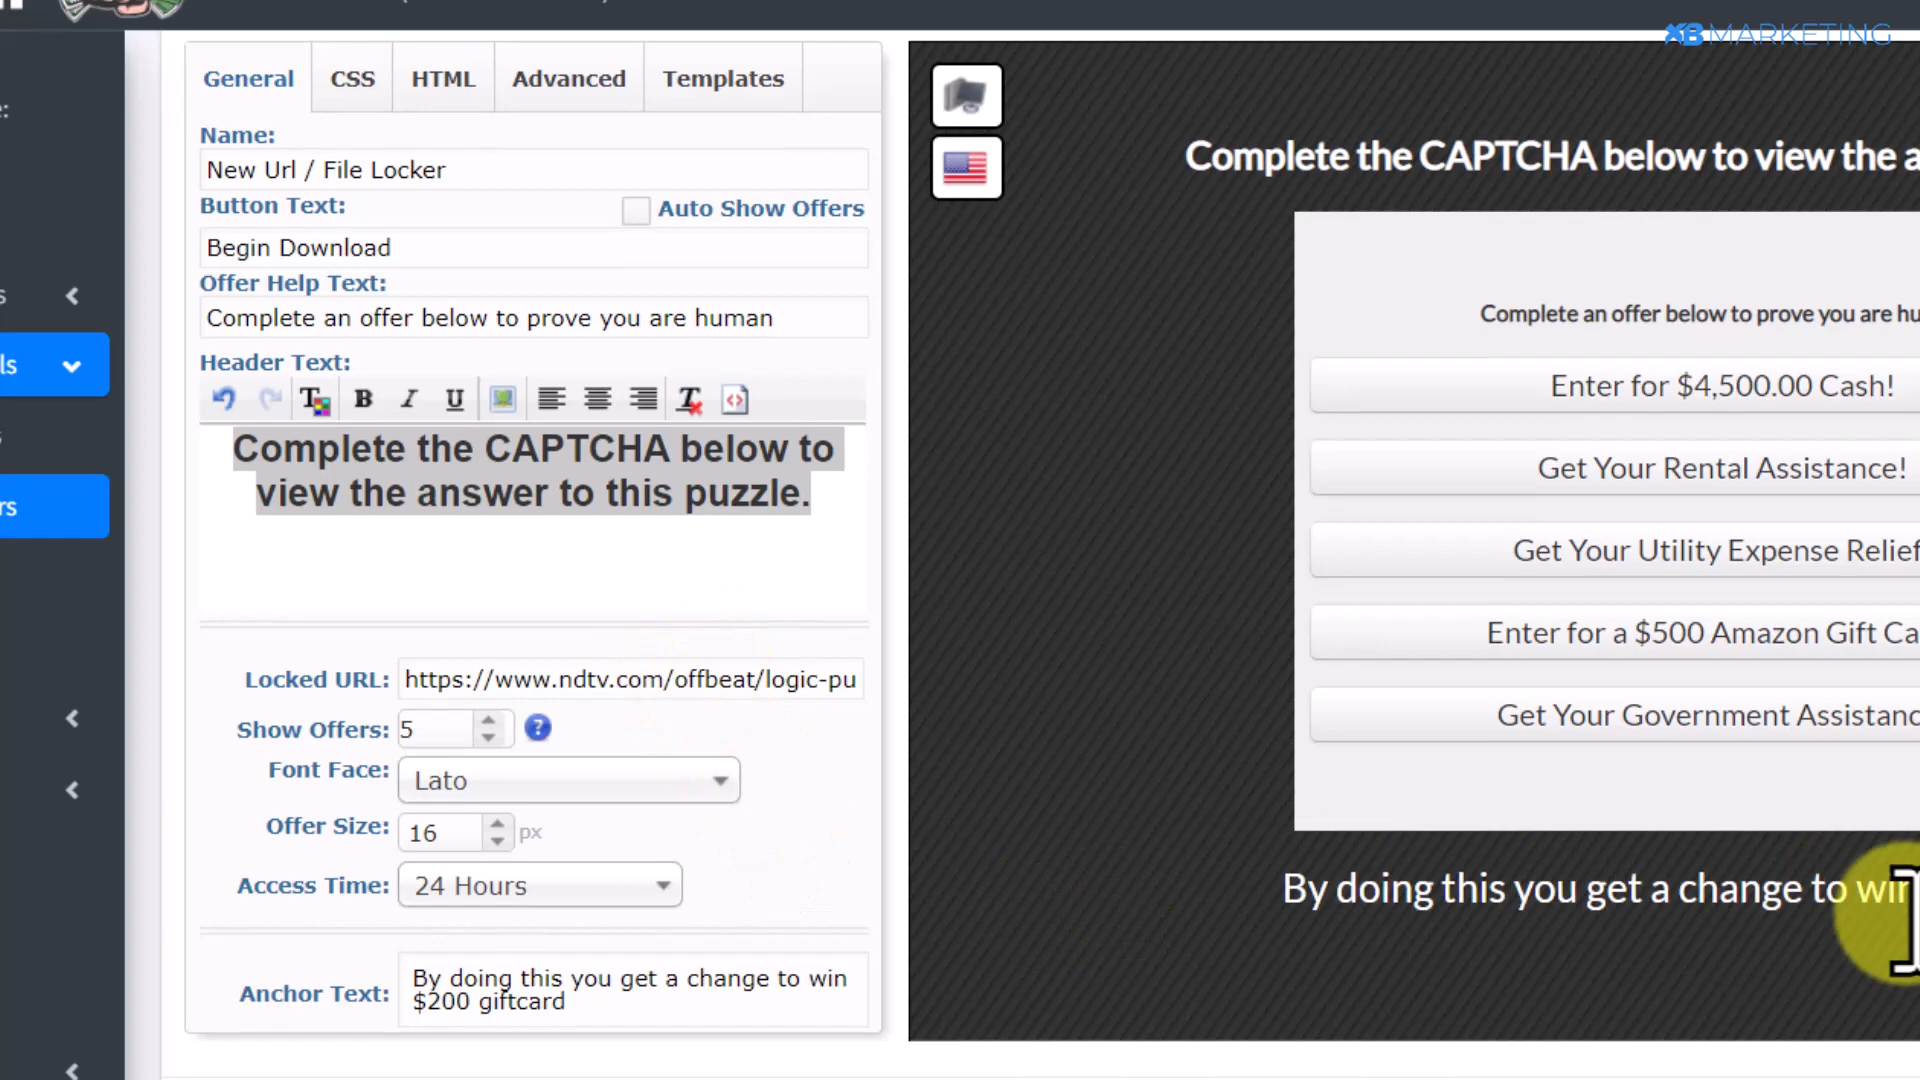 XB MARKETING
General CSS HTML Advanced Templates
Name:
New Url / File Locker
Button Text:
Auto Show Offers
Begin Download
Offer Help Text:
Complete an offer below to prove you are human
Header Text:
Complete the CAPTCHA below to
view the answer to this puzzle.
Locked URL: https://www.ndtv.com/offbeat/logic-pu
Show Offers: 5
Font Face: Lato
Offer Size: 16 px
Access Time: 24 Hours
Anchor Text: By doing this you get a change to win
$200 giftcard
Complete the CAPTCHA below to view the a
Complete an offer below to prove you are hu
Enter for $4,500.00 Cash!
Get Your Rental Assistance!
Get Your Utility Expense Relief
Enter for a $500 Amazon Gift Ca
Get Your Government Assistanc
By doing this you get a change to win